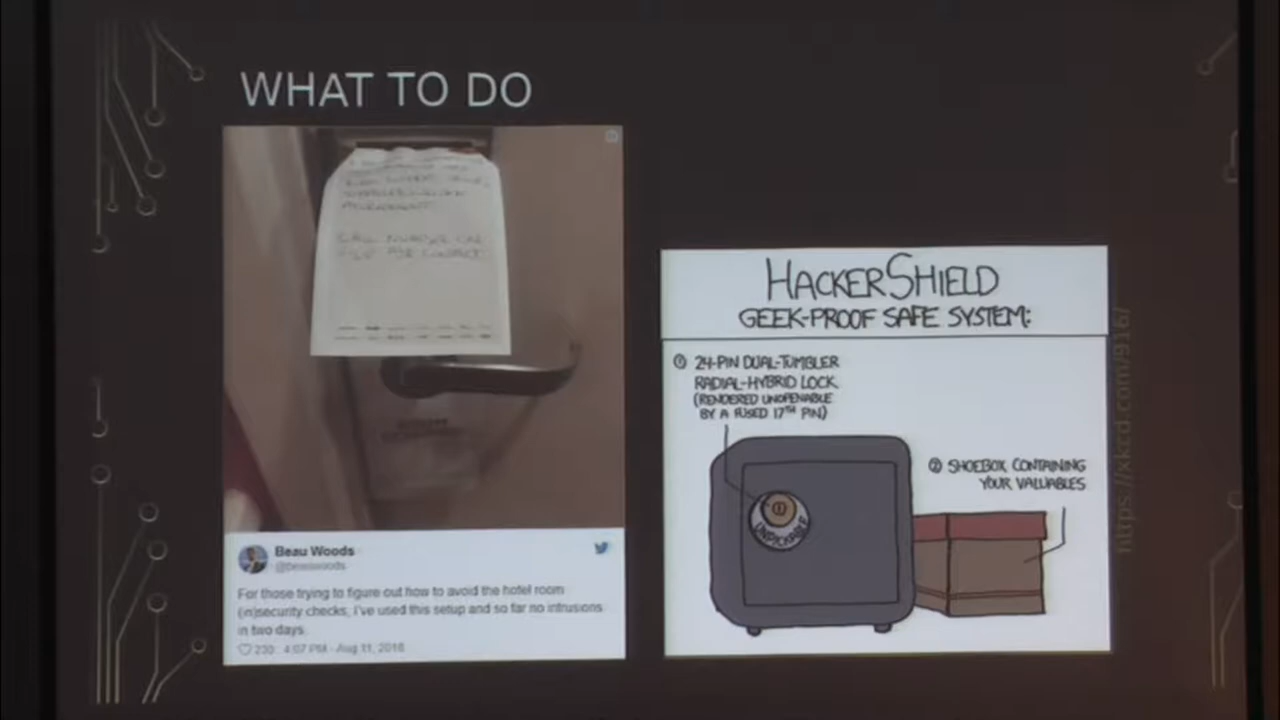 WHAT TO DO
Beau Woods
@beauwoods
For those trying to figure out how to avoid the hotel room
(in)security checks, I've used this setup and so far no intrusions
in two days.
4:07 PM - Aug 11, 2018
HACKERSHIELD
GEEK-PROOF SAFE SYSTEM:
① 24-PIN DUAL-TUMBLER
RADIAL-HYBRID LOCK
(RENDERED UNOPENABLE
BY A FUSED 17TH PIN)
①
UNPICKABLE
② SHOEBOX CONTAINING
YOUR VALUABLES
https://xkcd.com/916/